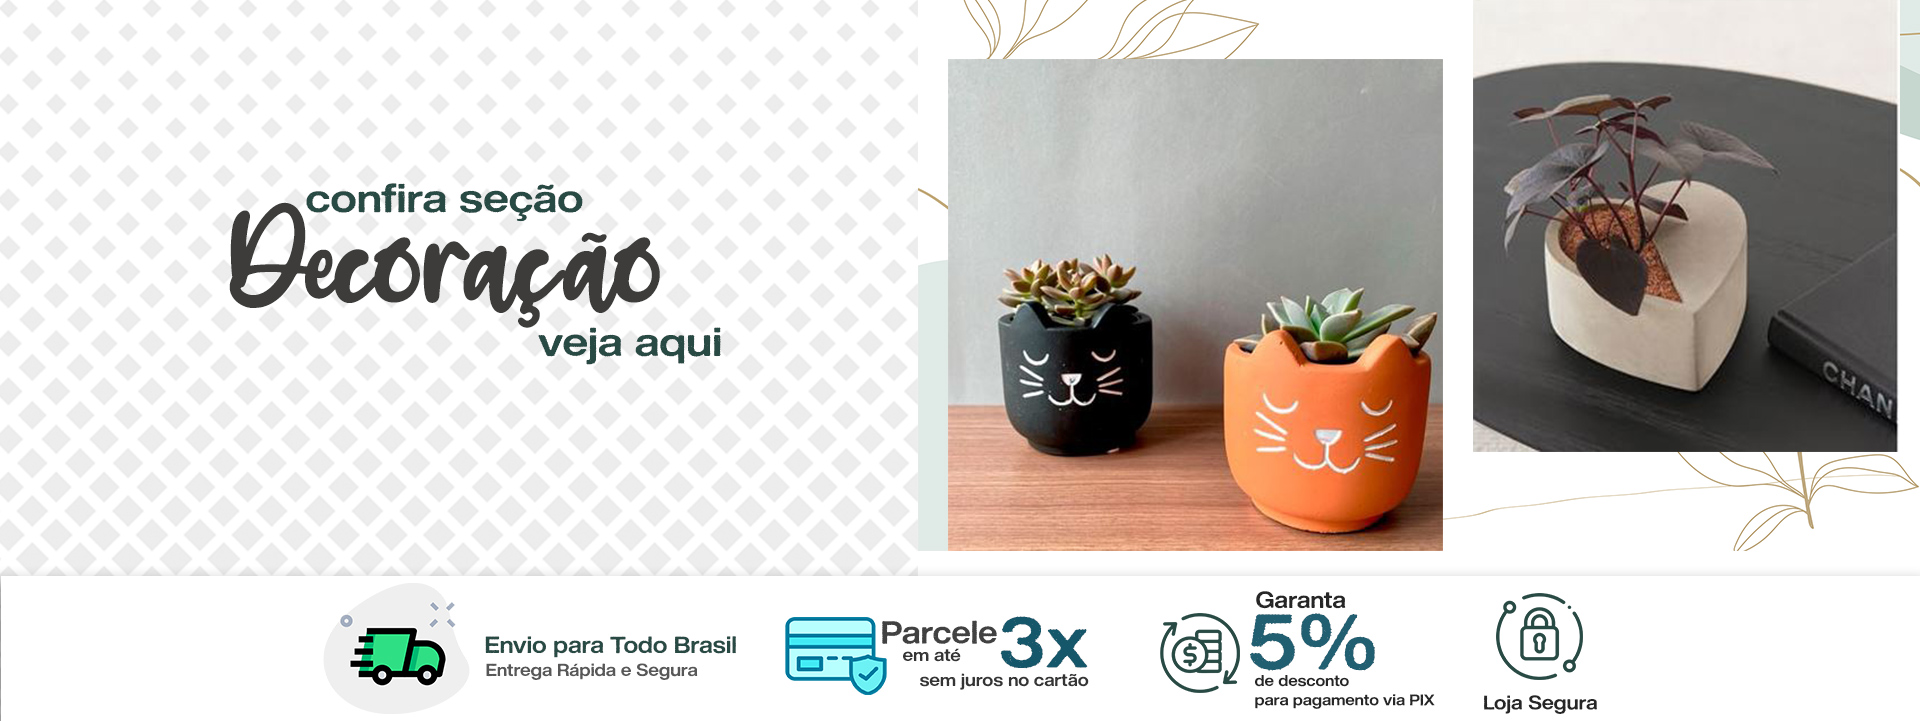 confira seção
Decoração
veja aqui
CHAN
Envio para Todo Brasil
Entrega Rápida e Segura
Parcele
em até
3x
sem juros no cartão
Garanta
5%
de desconto
para pagamento via PIX
Loja Segura